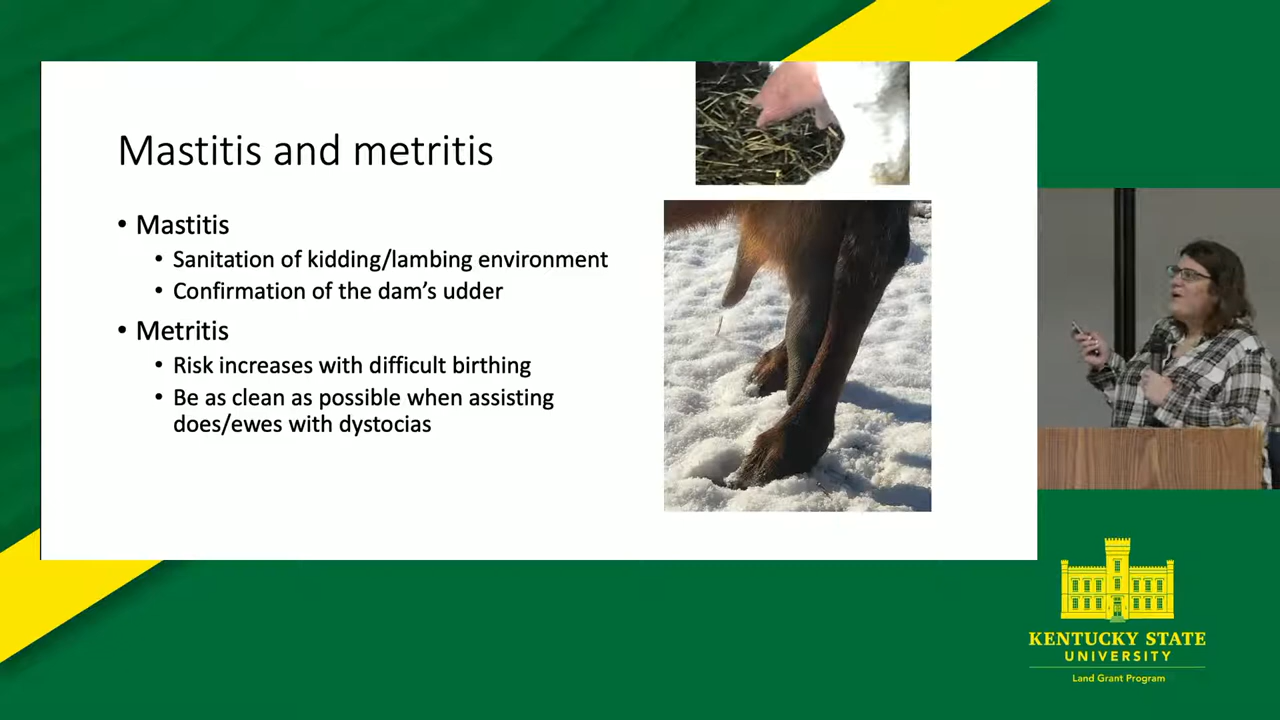 Mastitis and metritis
• Mastitis
• Sanitation of kidding/lambing environment
• Confirmation of the dam's udder
• Metritis
• Risk increases with difficult birthing
• Be as clean as possible when assisting
does/ewes with dystocias
KENTUCKY STATE
UNIVERSITY
Land Grant Program